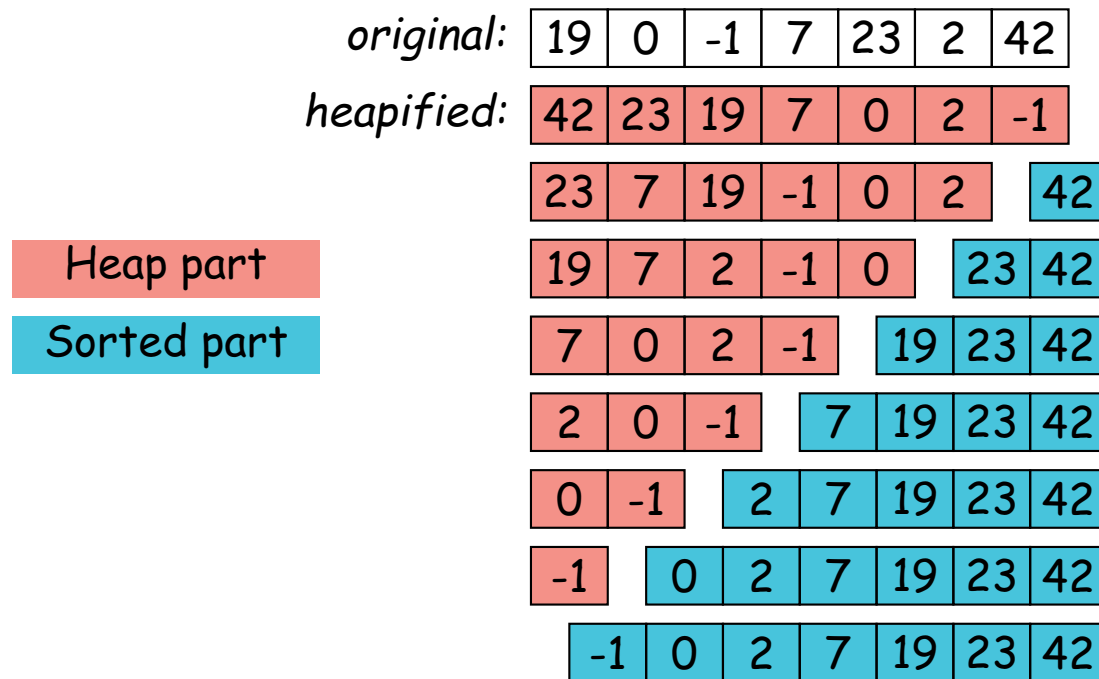 original: 19 0 -1 7 23 2 42
heapified: 42 23 19 7 0 2 -1
23 7 19 -1 0 2 42
Heap part 19 7 2 -1 0 23 42
Sorted part 7 0 2 -1 19 23 42
2 0 -1 7 19 23 42
0 -1 2 7 19 23 42
-1 0 2 7 19 23 42
-1 0 2 7 19 23 42